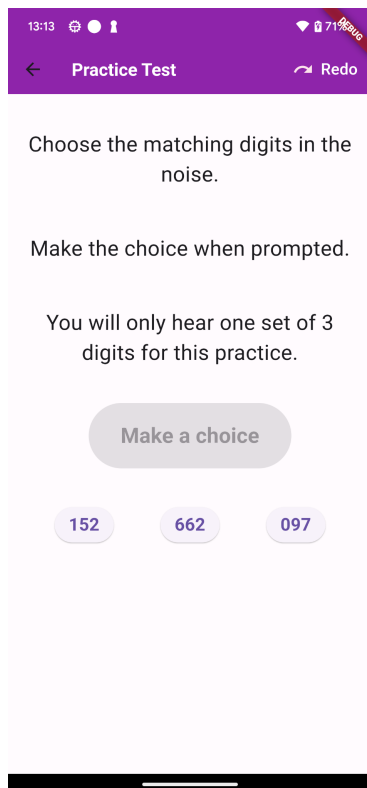 13:13
71%
DEBUG
Practice Test
Redo
Choose the matching digits in the
noise.
Make the choice when prompted.
You will only hear one set of 3
digits for this practice.
Make a choice
152
662
097